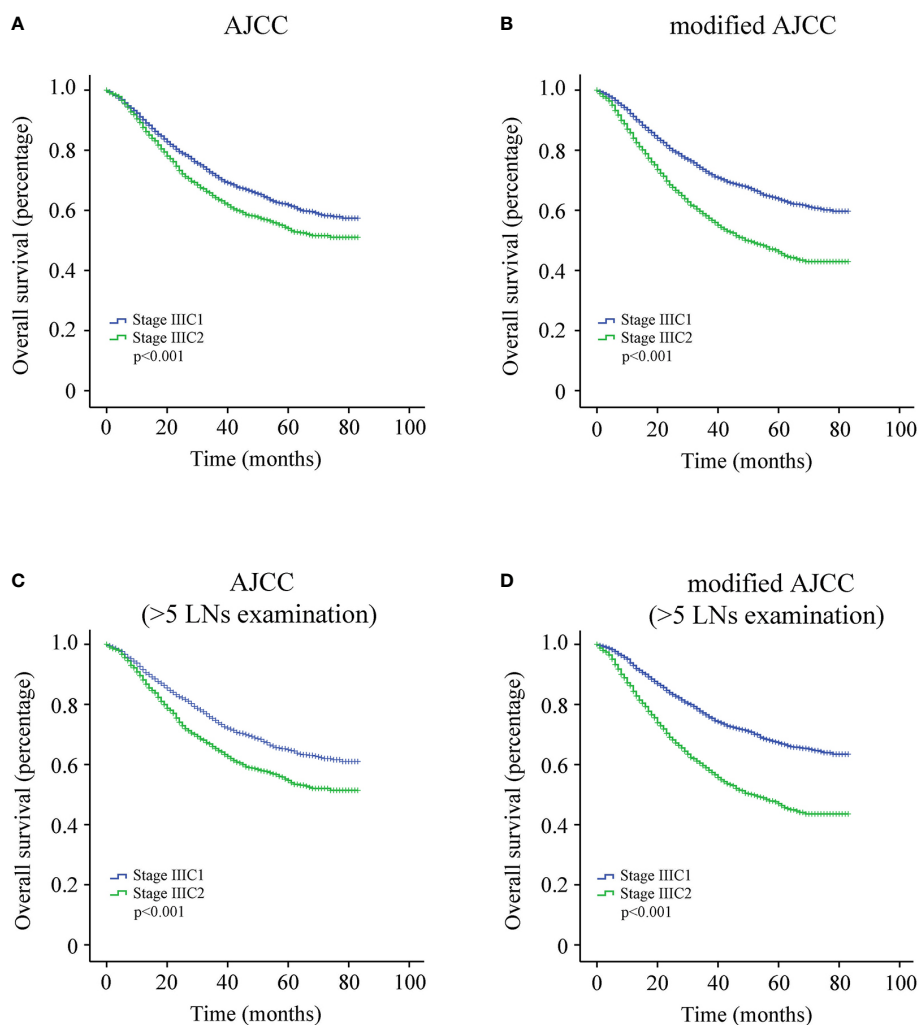 A
AJCC
Overall survival (percentage)
1.0
0.8
0.6
0.4
0.2
0
Stage IIIC1
Stage IIIC2
p<0.001
0 20 40 60 80 100
Time (months)
B
modified AJCC
Overall survival (percentage)
1.0
0.8
0.6
0.4
0.2
0
Stage IIIC1
Stage IIIC2
p<0.001
0 20 40 60 80 100
Time (months)
C
AJCC
(>5 LNs examination)
Overall survival (percentage)
1.0
0.8
0.6
0.4
0.2
0
Stage IIIC1
Stage IIIC2
p<0.001
0 20 40 60 80 100
Time (months)
D
modified AJCC
(>5 LNs examination)
Overall survival (percentage)
1.0
0.8
0.6
0.4
0.2
0
Stage IIIC1
Stage IIIC2
p<0.001
0 20 40 60 80 100
Time (months)